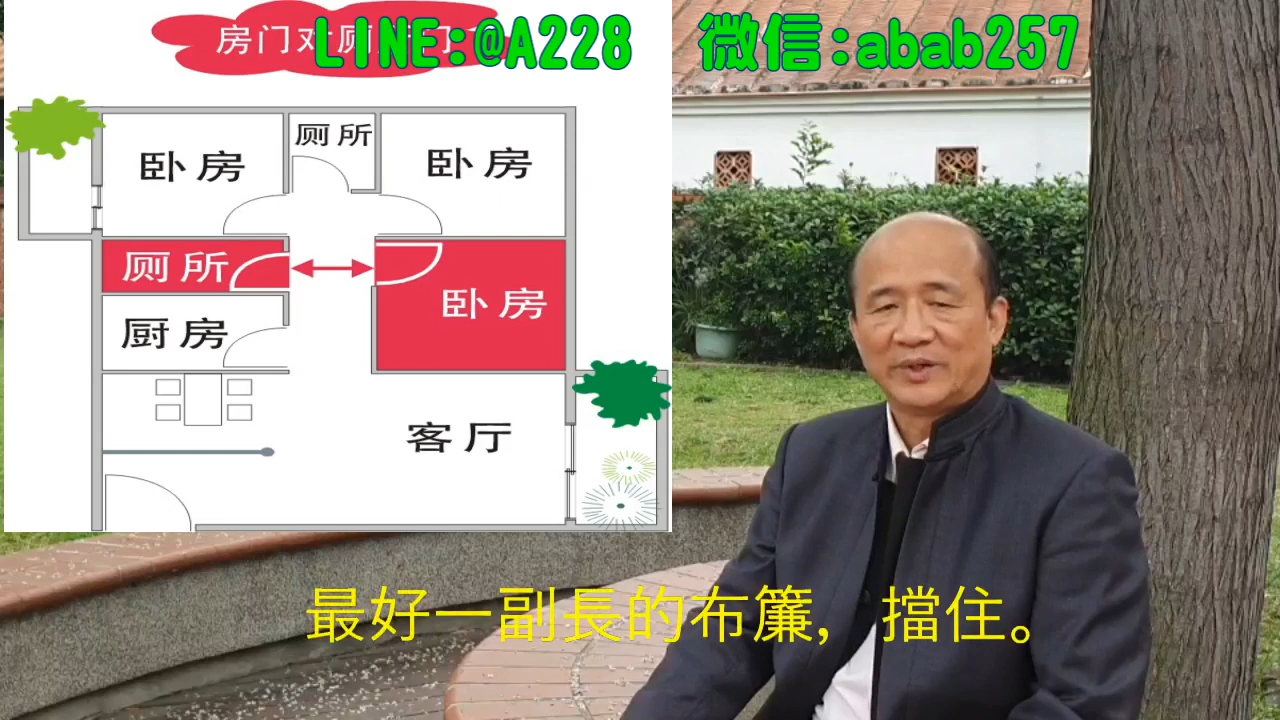 房门对厕
LINE:@A228 微信:abab257
厕所
卧房
卧房
厕所
卧房
厨房
客厅
最好一副長的布簾, 擋住。